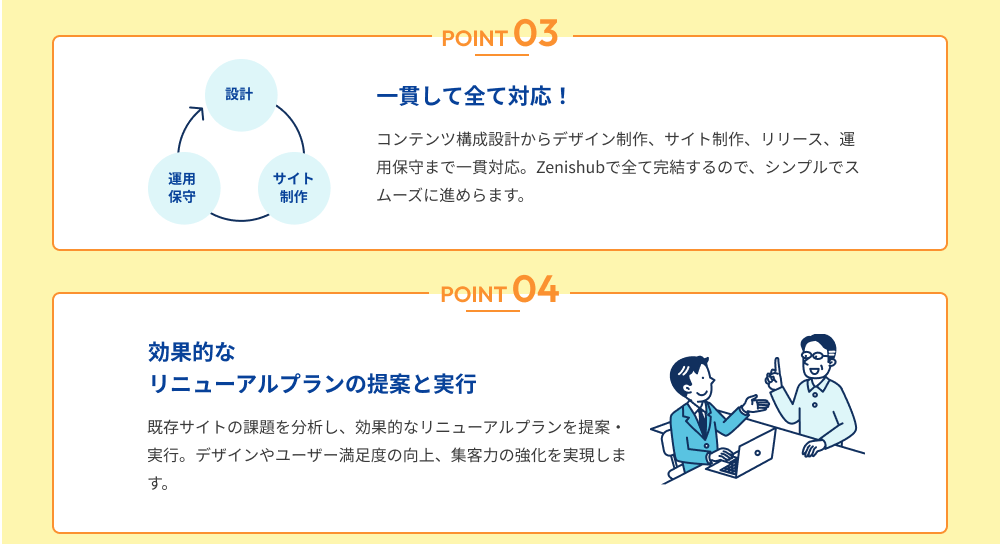 POINT 03
設計
運用
保守
サイト
制作
一貫して全て対応！
コンテンツ構成設計からデザイン制作、サイト制作、リリース、運
用保守まで一貫対応。Zenishubで全て完結するので、シンプルでス
ムーズに進めらます。
POINT 04
効果的な
リニューアルプランの提案と実行
既存サイトの課題を分析し、効果的なリニューアルプランを提案・
実行。デザインやユーザー満足度の向上、集客力の強化を実現しま
す。